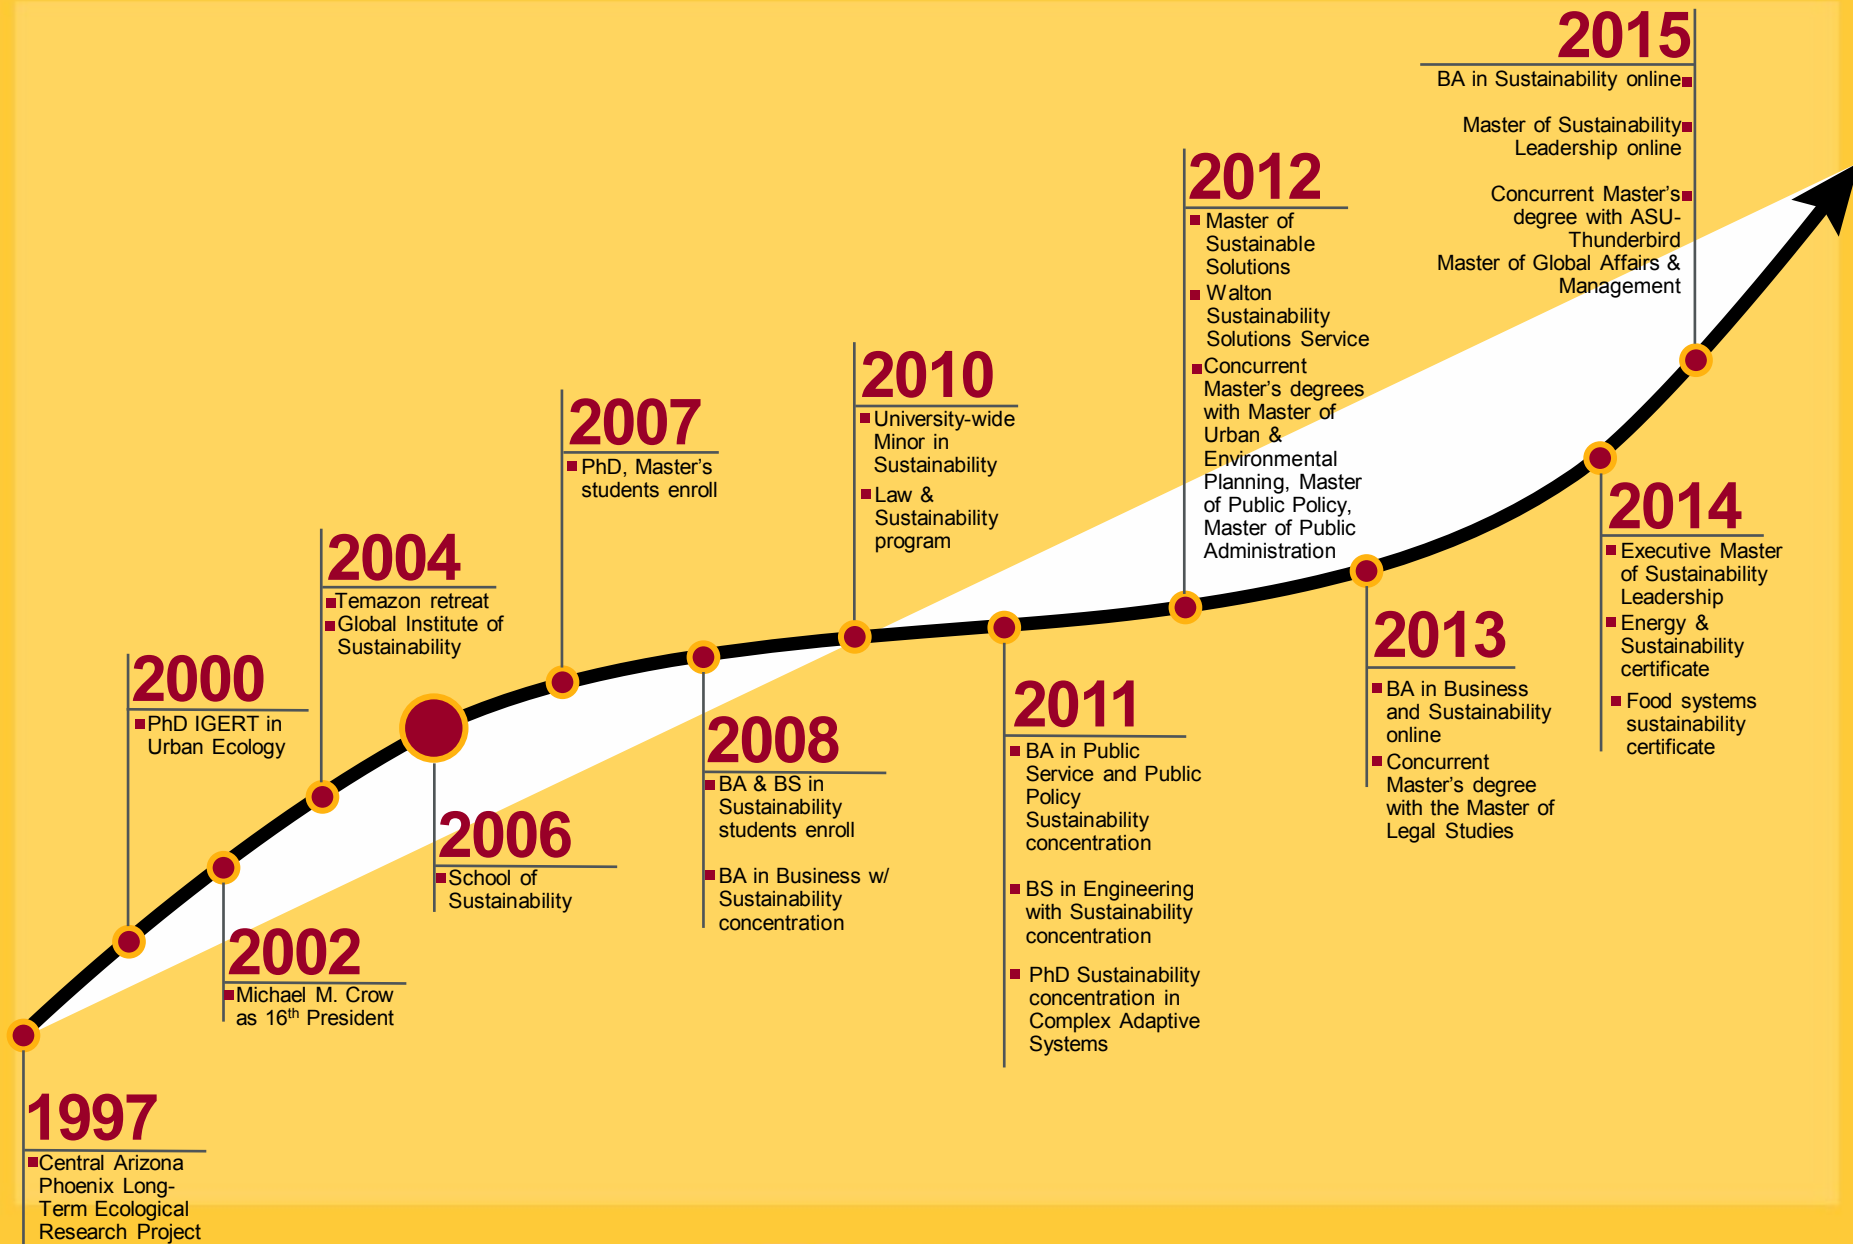 1997
Central Arizona
Phoenix Long-
Term Ecological
Research Project
2000
PhD IGERT in
Urban Ecology
2002
Michael M. Crow
as 16th President
2004
Temazon retreat
Global Institute of
Sustainability
2006
School of
Sustainability
2007
PhD, Master’s
students enroll
2008
BA & BS in
Sustainability
students enroll
BA in Business w/
Sustainability
concentration
2010
University-wide
Minor in
Sustainability
Law &
Sustainability
program
2011
BA in Public
Service and Public
Policy
Sustainability
concentration
BS in Engineering
with Sustainability
concentration
PhD Sustainability
concentration in
Complex Adaptive
Systems
2012
Master of
Sustainable
Solutions
Walton
Sustainability
Solutions Service
Concurrent
Master’s degrees
with Master of
Urban &
Environmental
Planning, Master
of Public Policy,
Master of Public
Administration
2013
BA in Business
and Sustainability
online
Concurrent
Master’s degree
with the Master of
Legal Studies
2014
Executive Master
of Sustainability
Leadership
Energy &
Sustainability
certificate
Food systems
sustainability
certificate
2015
BA in Sustainability online
Master of Sustainability
Leadership online
Concurrent Master’s
degree with ASU-
Thunderbird
Master of Global Affairs &
Management